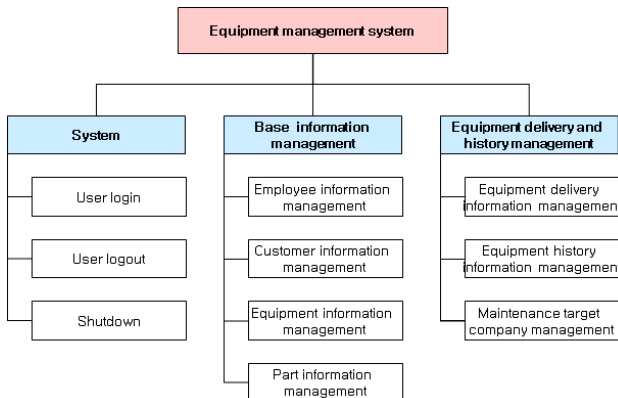 Equipment management system
System
User login
User logout
Shutdown
Base information
management
Employee information
management
Customer information
management
Equipment information
management
Part information
management
Equipment delivery and
history management
Equipment delivery
information management
Equipment history
information management
Maintenance target
company management